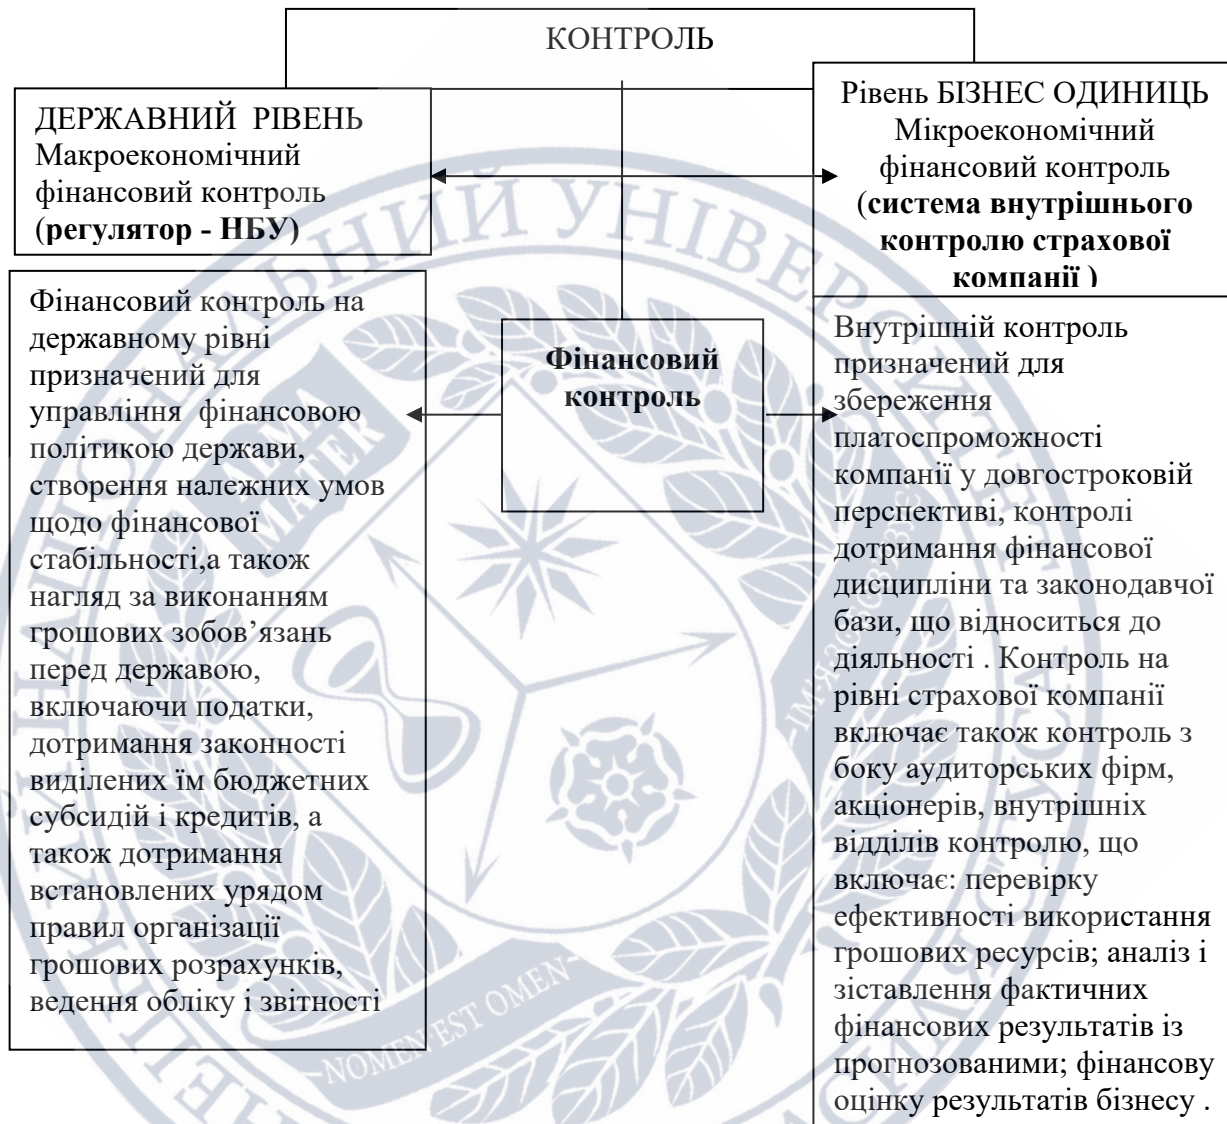 КОНТРОЛЬ
ДЕРЖАВНИЙ РІВЕНЬ
Макроекономічний
фінансовий контроль
(регулятор - НБУ)
Рівень БІЗНЕС ОДИНИЦЬ
Мікроекономічний
фінансовий контроль
(система внутрішнього
контролю страхової
компанії )
Фінансовий контроль на
державному рівні
призначений для
управління фінансовою
політикою держави,
створення належних умов
щодо фінансової
стабільності,а також
нагляд за виконанням
грошових зобов’язань
перед державою,
включаючи податки,
дотримання законності
виділених їм бюджетних
субсидій і кредитів, а
також дотримання
встановлених урядом
правил організації
грошових розрахунків,
ведення обліку і звітності
Фінансовий
контроль
Внутрішній контроль
призначений для
збереження
платоспроможності
компанії у довгостроковій
перспективі, контролі
дотримання фінансової
дисципліни та законодавчої
бази, що відноситься до
діяльності . Контроль на
рівні страхової компанії
включає також контроль з
боку аудиторських фірм,
акціонерів, внутрішніх
відділів контролю, що
включає: перевірку
ефективності використання
грошових ресурсів; аналіз і
зіставлення фактичних
фінансових результатів із
прогнозованими; фінансову
оцінку результатів бізнесу .
ALMA
MATER
NOMEN EST OMEN